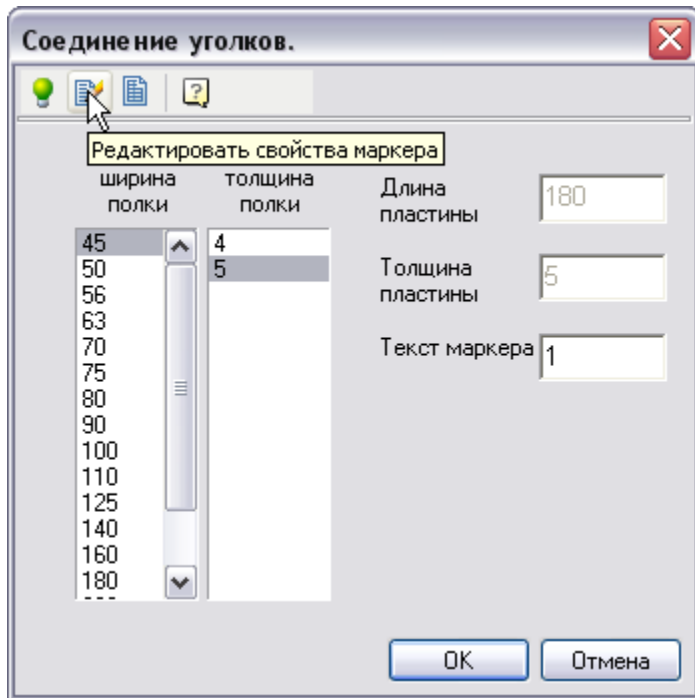 Соединение уголков.
Редактировать свойства маркера
ширина полки
толщина полки
45
50
56
63
70
75
80
90
100
110
125
140
160
180
4
5
Длина пластины
180
Толщина пластины
5
Текст маркера
1
OK
Отмена